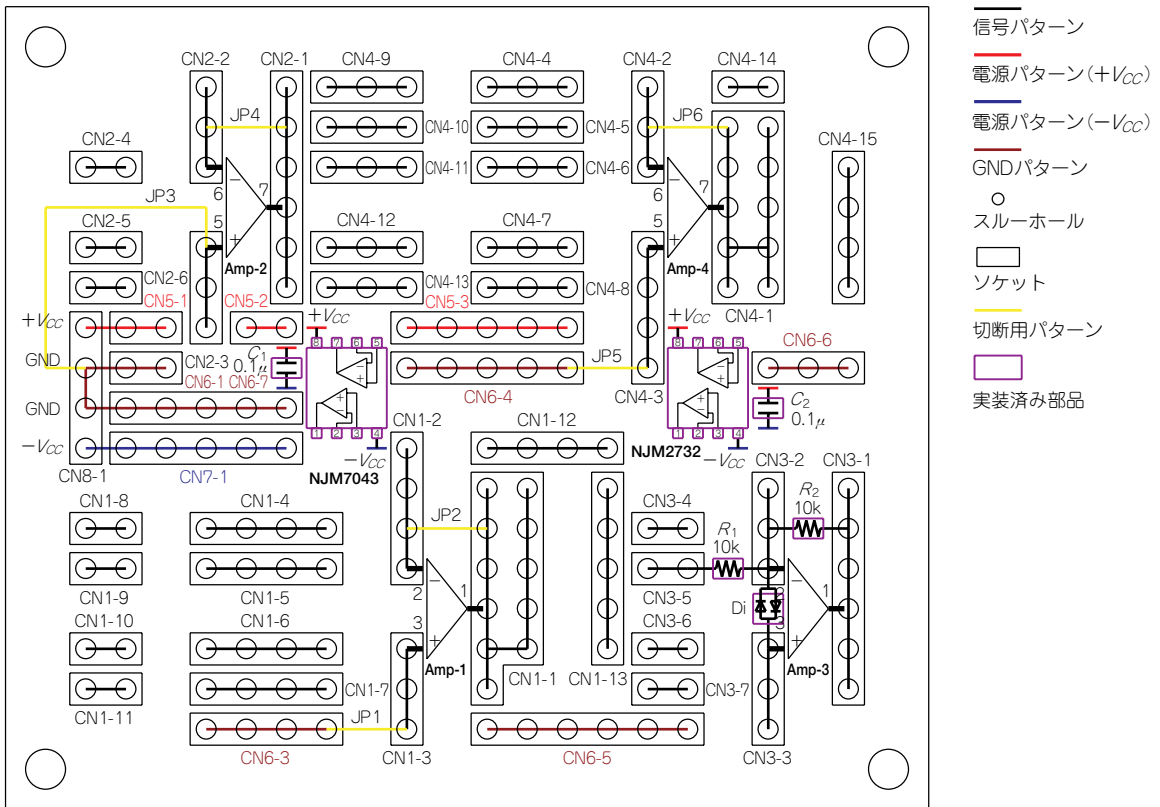 CN2-2
CN2-1
CN4-9
CN4-4
CN4-2
CN4-14
JP4
CN4-10
CN4-5
JP6
CN4-15
CN2-4
CN4-11
CN4-6
6
7
6
7
JP3
CN2-5
5
CN4-12
CN4-7
5
−
+
−
+
Amp-2
Amp-4
CN2-6
CN4-13
CN4-8
CN5-1
CN5-2
CN5-3
CN4-1
+VCC
+VCC
+VCC
8
7
6
5
8
7
6
5
GND
CN2-3
C1
0.1μ
JP5
CN6-6
CN6-1
CN6-7
CN6-4
CN4-3
C2
0.1μ
GND
1
2
3
4
1
2
3
4
CN1-2
CN1-12
−VCC
−VCC
−VCC
CN8-1
CN7-1
NJM7043
NJM2732
CN3-2
CN3-1
CN1-8
CN1-4
JP2
CN3-4
R2
10k
R1
10k
CN1-9
CN1-5
2
−
1
CN3-5
Di
2
−
1
CN1-10
CN1-6
3
+
CN3-6
3
+
Amp-1
Amp-3
CN1-7
CN1-1
CN1-13
CN3-7
CN1-11
JP1
CN6-3
CN1-3
CN6-5
CN3-3
信号パターン
電源パターン(+VCC)
電源パターン(−VCC)
GNDパターン
スルーホール
ソケット
切断用パターン
実装済み部品